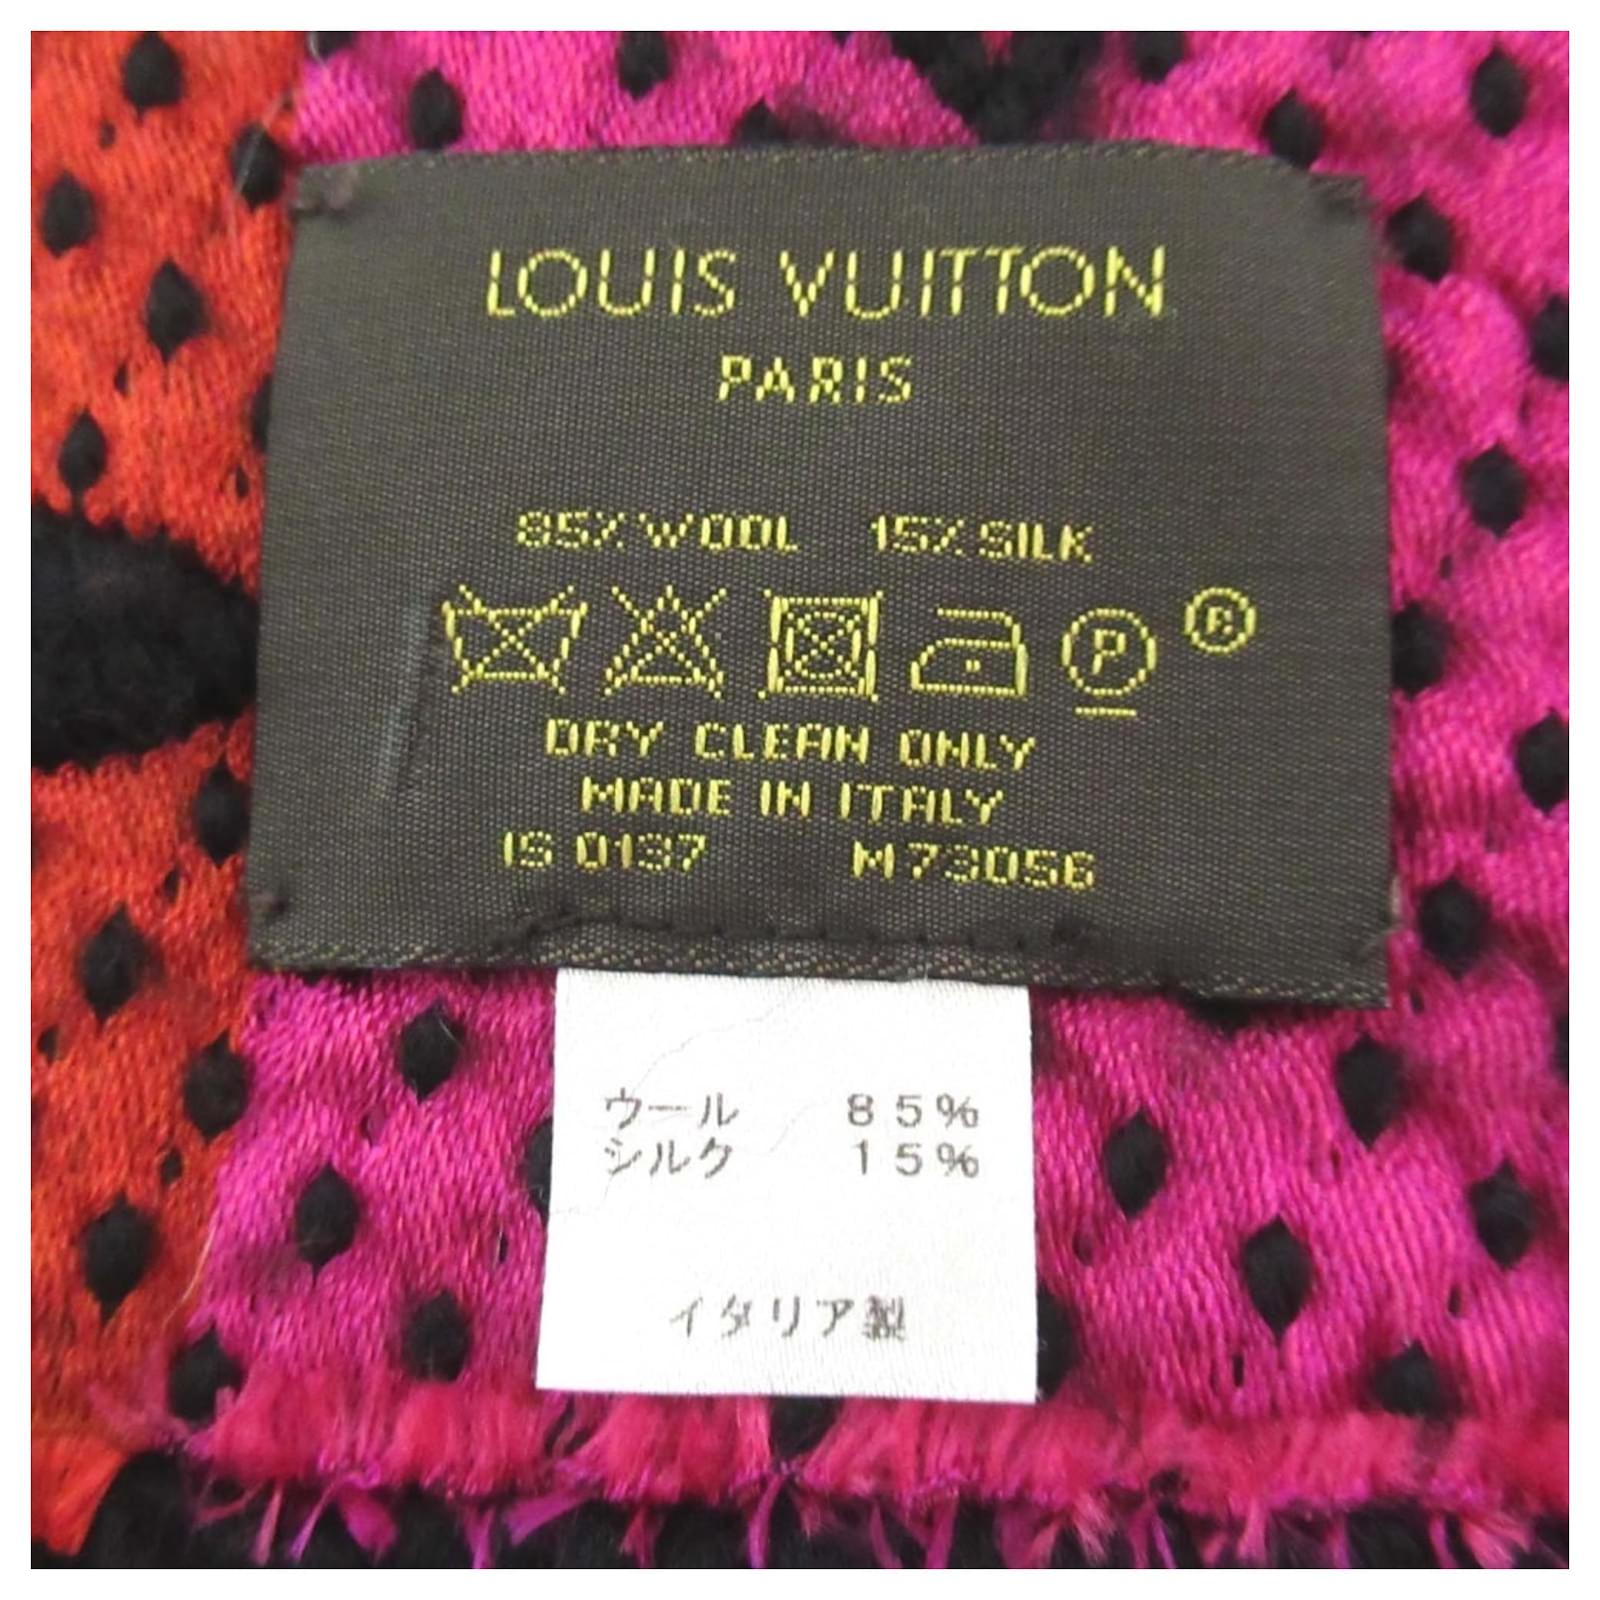 LOUIS VUITTON
PARIS
85% WOOL 15% SILK
P ®
DRY CLEAN ONLY
MADE IN ITALY
IS 0137 M73056
ウール 85%
シルク 15%
イタリア製